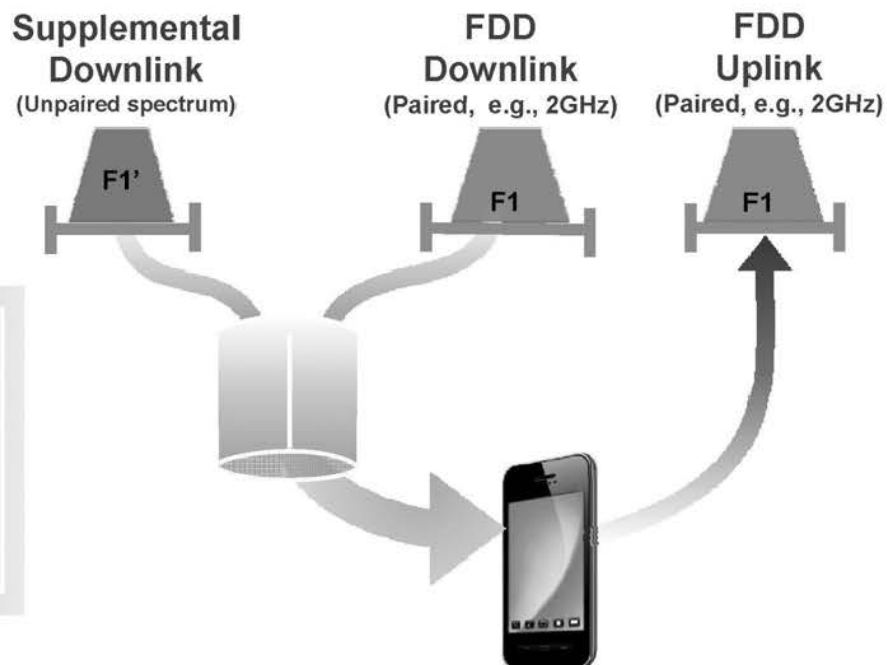 Supplemental
Downlink
(Unpaired spectrum)
FDD
Downlink
(Paired, e.g., 2GHz)
FDD
Uplink
(Paired, e.g., 2GHz)
F1'
F1
F1